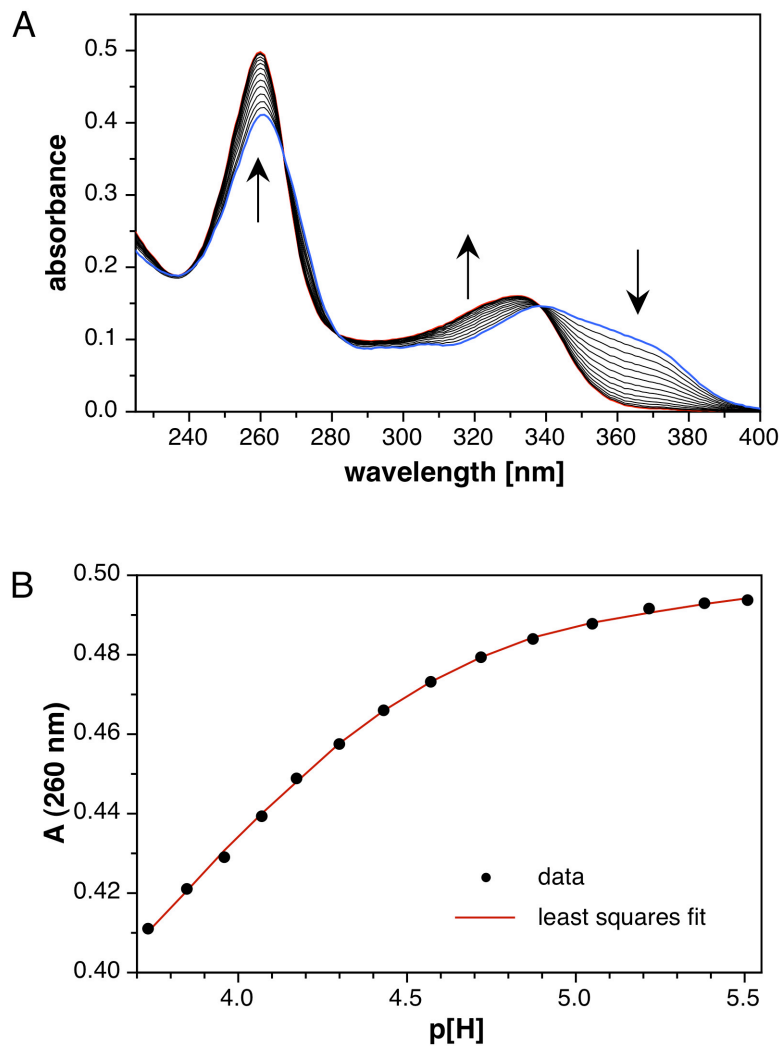 A
0.5
0.4
0.3
0.2
0.1
0.0
absorbance
240 260 280 300 320 340 360 380 400
wavelength [nm]
B
0.50
0.48
0.46
0.44
0.42
0.40
A (260 nm)
data
least squares fit
4.0 4.5 5.0 5.5
p[H]